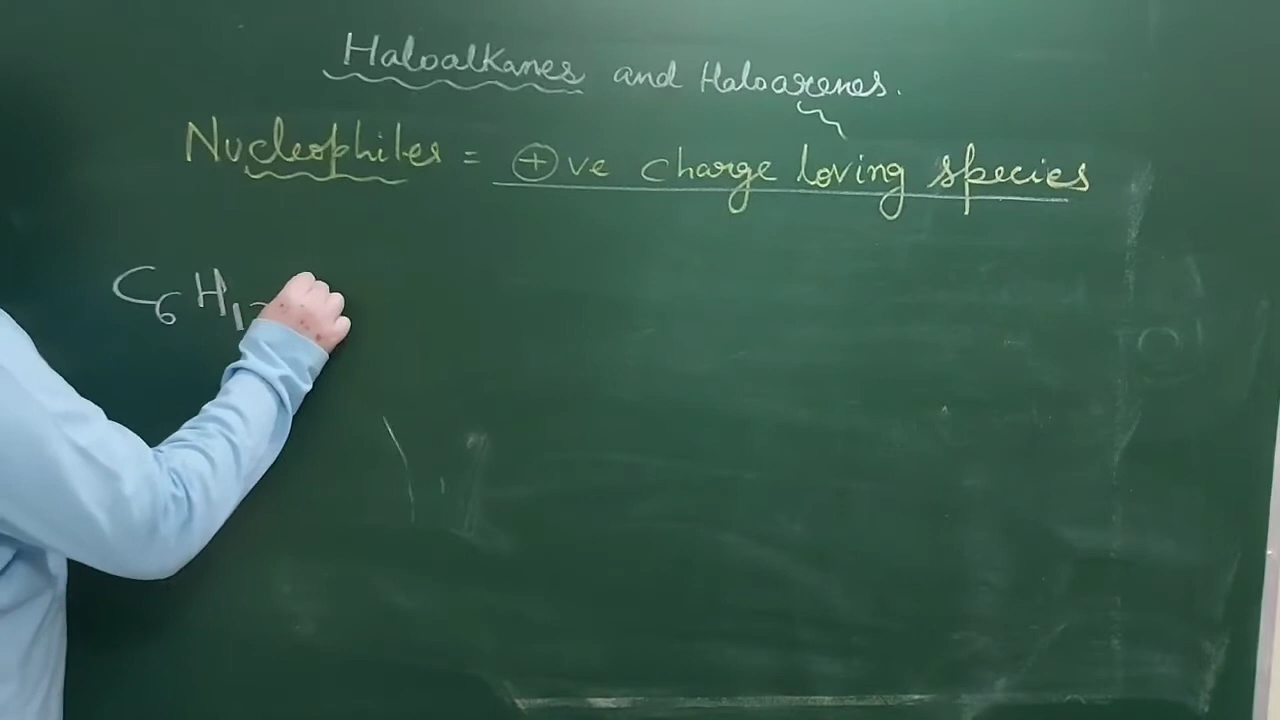 Haloalkanes and Haloarenes.
Nucleophiles = ⊕ve charge loving species
C6H1